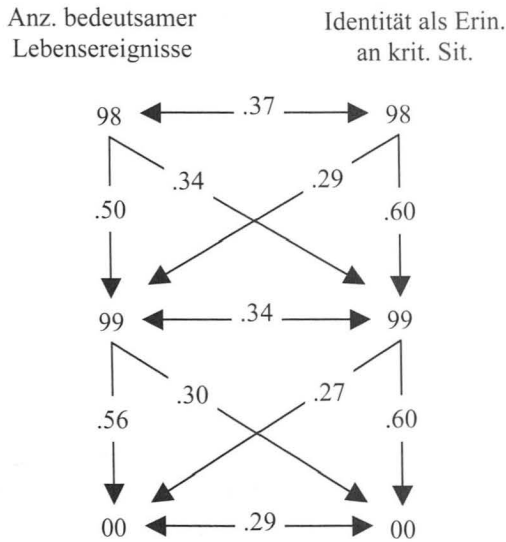 Anz. bedeutsamer
Lebensereignisse
Identität als Erin.
an krit. Sit.
98 .37 98
.34 .29
.50 .60
99 .34 99
.30 .27
.56 .60
00 .29 00